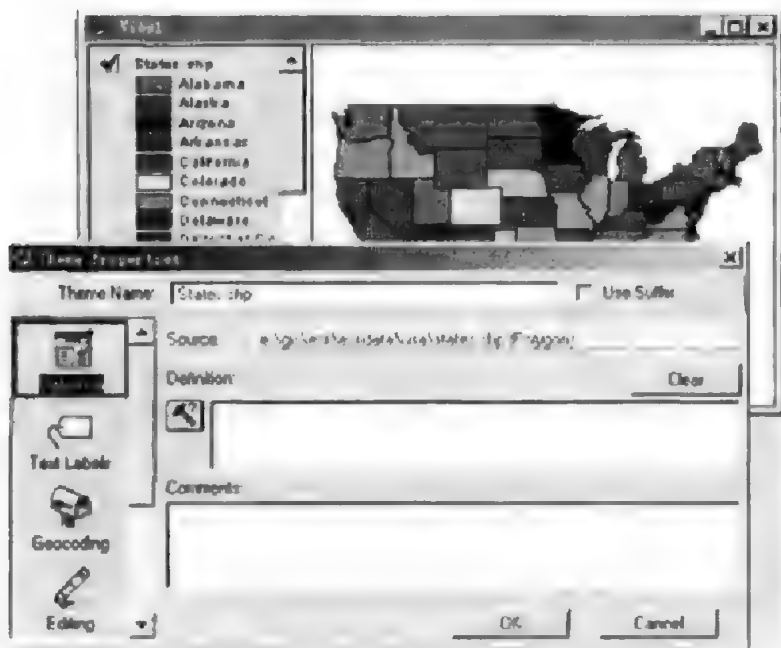 View1
States.shp
Alabama
Alaska
Arizona
Arkansas
California
Colorado
Connecticut
Delaware
Theme Properties
Theme Name: States.shp
Use Suffer
Source:
Definition:
Clear
Text Labels
Comments:
Geocoding
Editing
OK
Cancel